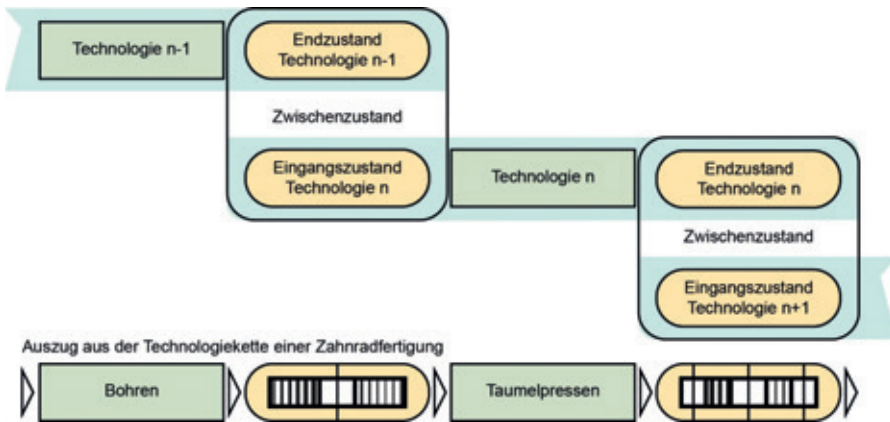 Technologie n-1
Endzustand
Technologie n-1
Zwischenzustand
Eingangszustand
Technologie n
Technologie n
Endzustand
Technologie n
Zwischenzustand
Eingangszustand
Technologie n+1
Auszug aus der Technologiekette einer Zahnradfertigung
Bohren
Taumelpressen